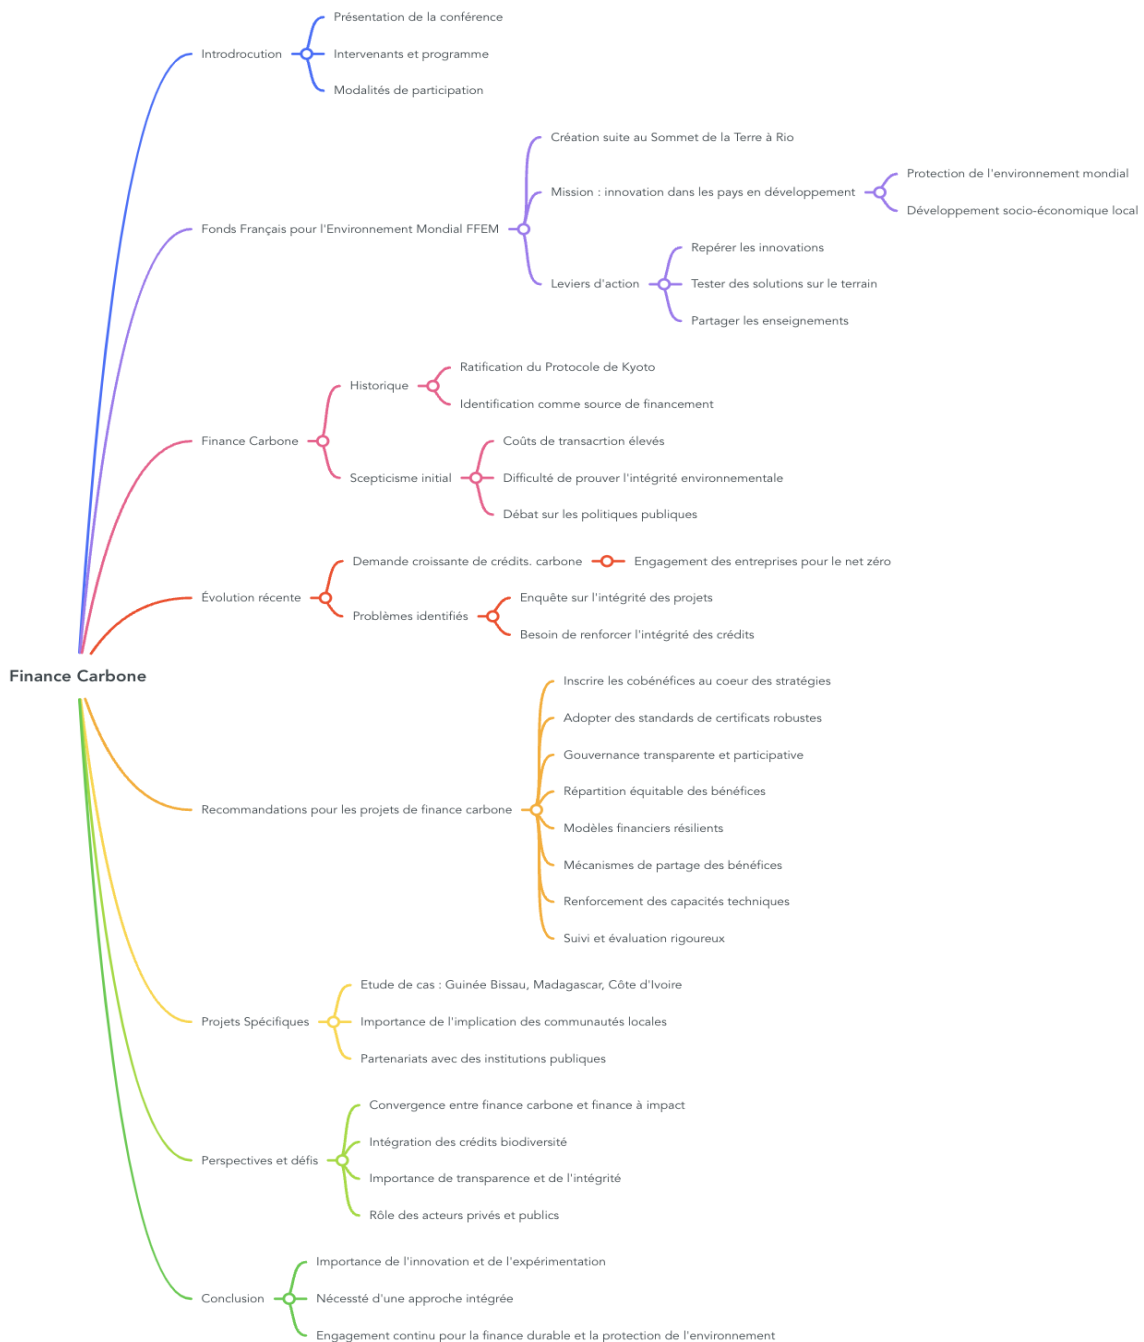 Finance Carbone
Introdrocution
Présentation de la conférence
Intervenants et programme
Modalités de participation
Fonds Français pour l'Environnement Mondial FFEM
Création suite au Sommet de la Terre à Rio
Mission : innovation dans les pays en développement
Protection de l'environnement mondial
Développement socio-économique local
Leviers d'action
Repérer les innovations
Tester des solutions sur le terrain
Partager les enseignements
Finance Carbone
Historique
Ratification du Protocole de Kyoto
Identification comme source de financement
Scepticisme initial
Coûts de transacrtion élevés
Difficulté de prouver l'intégrité environnementale
Débat sur les politiques publiques
Évolution récente
Demande croissante de crédits. carbone
Engagement des entreprises pour le net zéro
Problèmes identifiés
Enquête sur l'intégrité des projets
Besoin de renforcer l'intégrité des crédits
Recommandations pour les projets de finance carbone
Inscrire les cobénéfices au coeur des stratégies
Adopter des standards de certificats robustes
Gouvernance transparente et participative
Répartition équitable des bénéfices
Modèles financiers résilients
Mécanismes de partage des bénéfices
Renforcement des capacités techniques
Suivi et évaluation rigoureux
Projets Spécifiques
Etude de cas : Guinée Bissau, Madagascar, Côte d'Ivoire
Importance de l'implication des communautés locales
Partenariats avec des institutions publiques
Perspectives et défis
Convergence entre finance carbone et finance à impact
Intégration des crédits biodiversité
Importance de transparence et de l'intégrité
Rôle des acteurs privés et publics
Conclusion
Importance de l'innovation et de l'expérimentation
Nécessté d'une approche intégrée
Engagement continu pour la finance durable et la protection de l'environnement